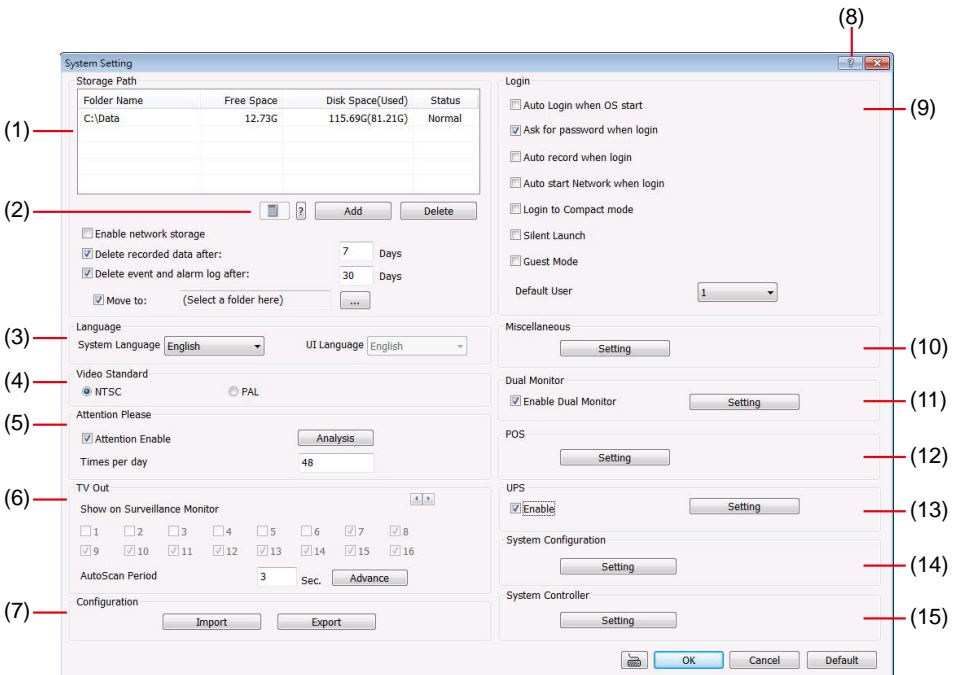 (8)
System Setting
?
Storage Path
Folder Name Free Space Disk Space(Used) Status
C:\Data 12.73G 115.69G(81.21G) Normal
(1)
(2)
? Add Delete
Enable network storage
Delete recorded data after: 7 Days
Delete event and alarm log after: 30 Days
Move to: (Select a folder here) ...
(3)
Language
System Language English UI Language English
(4)
Video Standard
NTSC PAL
(5)
Attention Please
Attention Enable Analysis
Times per day 48
(6)
TV Out
Show on Surveillance Monitor
1 2 3 4 5 6 7 8
9 10 11 12 13 14 15 16
AutoScan Period 3 Sec. Advance
(7)
Configuration
Import Export
Login
(9)
Auto Login when OS start
Ask for password when login
Auto record when login
Auto start Network when login
Login to Compact mode
Silent Launch
Guest Mode
Default User 1
Miscellaneous
Setting
(10)
Dual Monitor
Enable Dual Monitor Setting
(11)
POS
Setting
(12)
UPS
Enable Setting
(13)
System Configuration
Setting
(14)
System Controller
Setting
(15)
OK Cancel Default